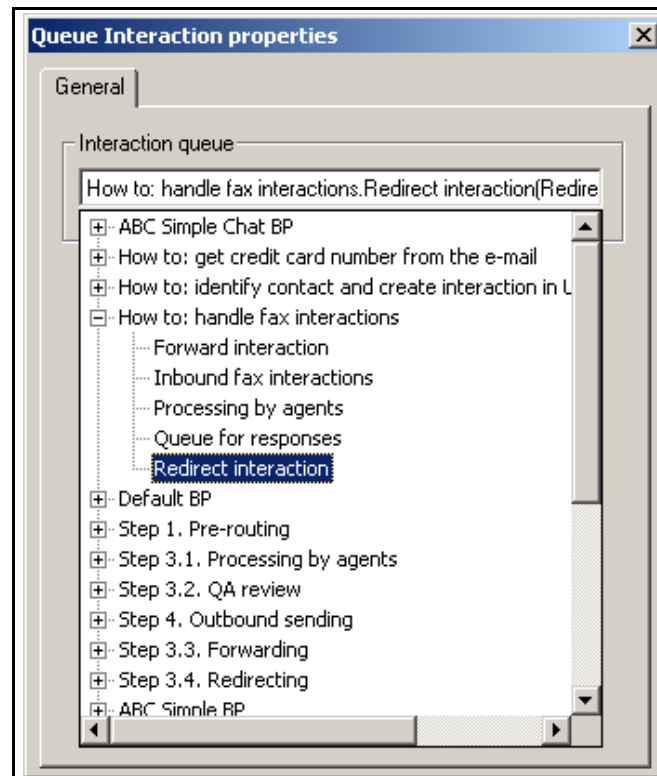 Queue Interaction properties
General
Interaction queue
How to: handle fax interactions.Redirect interaction(Redire
ABC Simple Chat BP
How to: get credit card number from the e-mail
How to: identify contact and create interaction in U
How to: handle fax interactions
Forward interaction
Inbound fax interactions
Processing by agents
Queue for responses
Redirect interaction
Default BP
Step 1. Pre-routing
Step 3.1. Processing by agents
Step 3.2. QA review
Step 4. Outbound sending
Step 3.3. Forwarding
Step 3.4. Redirecting
ABC Simple BP